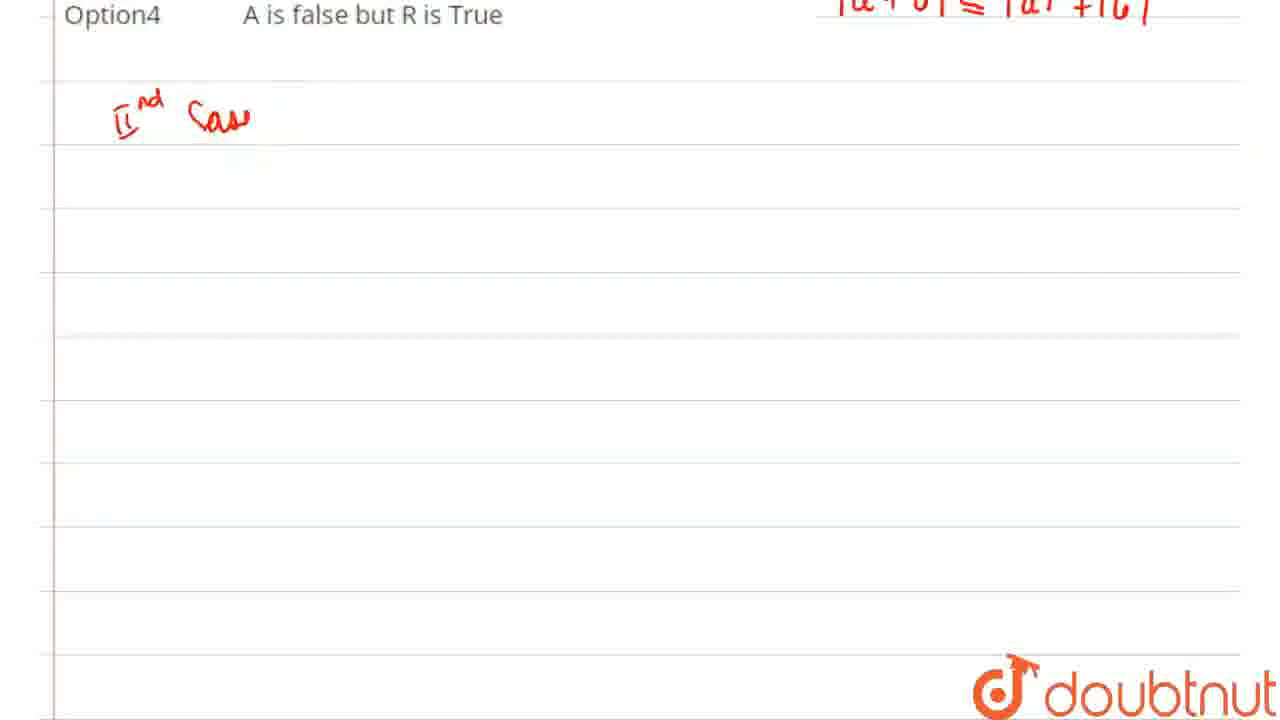 Option4 A is false but R is True
|a + b| ≤ |a| + |b|
IInd Case
doubtnut